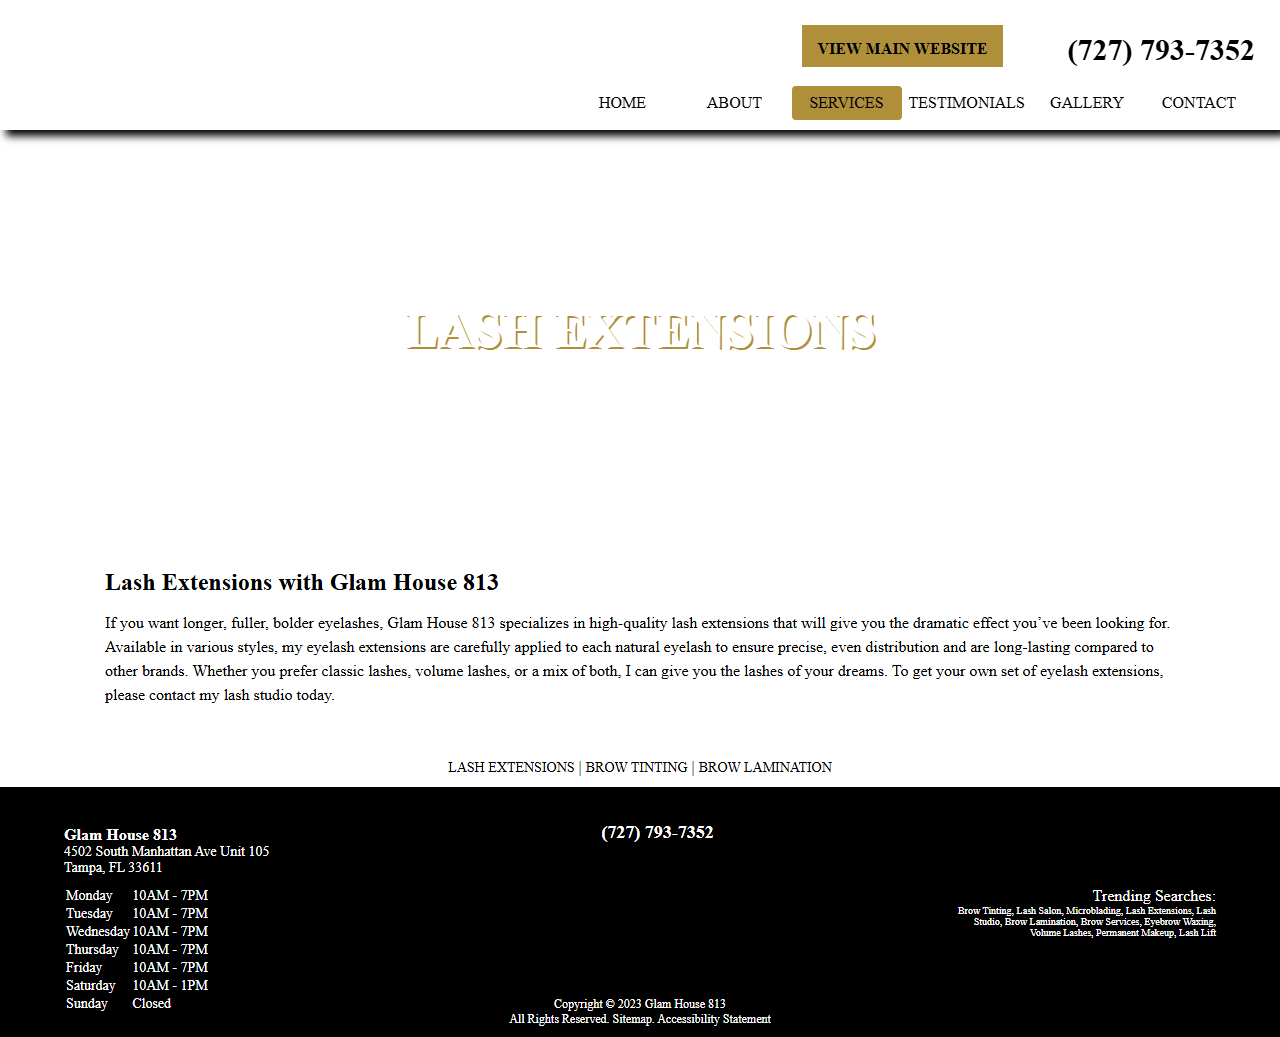 VIEW MAIN WEBSITE
(727) 793-7352
HOME ABOUT SERVICES TESTIMONIALS GALLERY CONTACT
LASH EXTENSIONS
Lash Extensions with Glam House 813
If you want longer, fuller, bolder eyelashes, Glam House 813 specializes in high-quality lash extensions that will give you the dramatic effect you’ve been looking for.
Available in various styles, my eyelash extensions are carefully applied to each natural eyelash to ensure precise, even distribution and are long-lasting compared to
other brands. Whether you prefer classic lashes, volume lashes, or a mix of both, I can give you the lashes of your dreams. To get your own set of eyelash extensions,
please contact my lash studio today.
LASH EXTENSIONS | BROW TINTING | BROW LAMINATION
Glam House 813
4502 South Manhattan Ave Unit 105
Tampa, FL 33611
Monday 10AM - 7PM
Tuesday 10AM - 7PM
Wednesday 10AM - 7PM
Thursday 10AM - 7PM
Friday 10AM - 7PM
Saturday 10AM - 1PM
Sunday Closed
(727) 793-7352
Copyright © 2023 Glam House 813
All Rights Reserved. Sitemap. Accessibility Statement
Trending Searches:
Brow Tinting, Lash Salon, Microblading, Lash Extensions, Lash
Studio, Brow Lamination, Brow Services, Eyebrow Waxing,
Volume Lashes, Permanent Makeup, Lash Lift